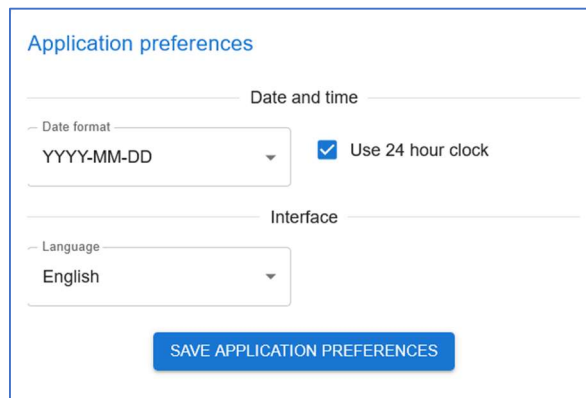 Application preferences
Date and time
Date format
YYYY-MM-DD
Use 24 hour clock
Interface
Language
English
SAVE APPLICATION PREFERENCES